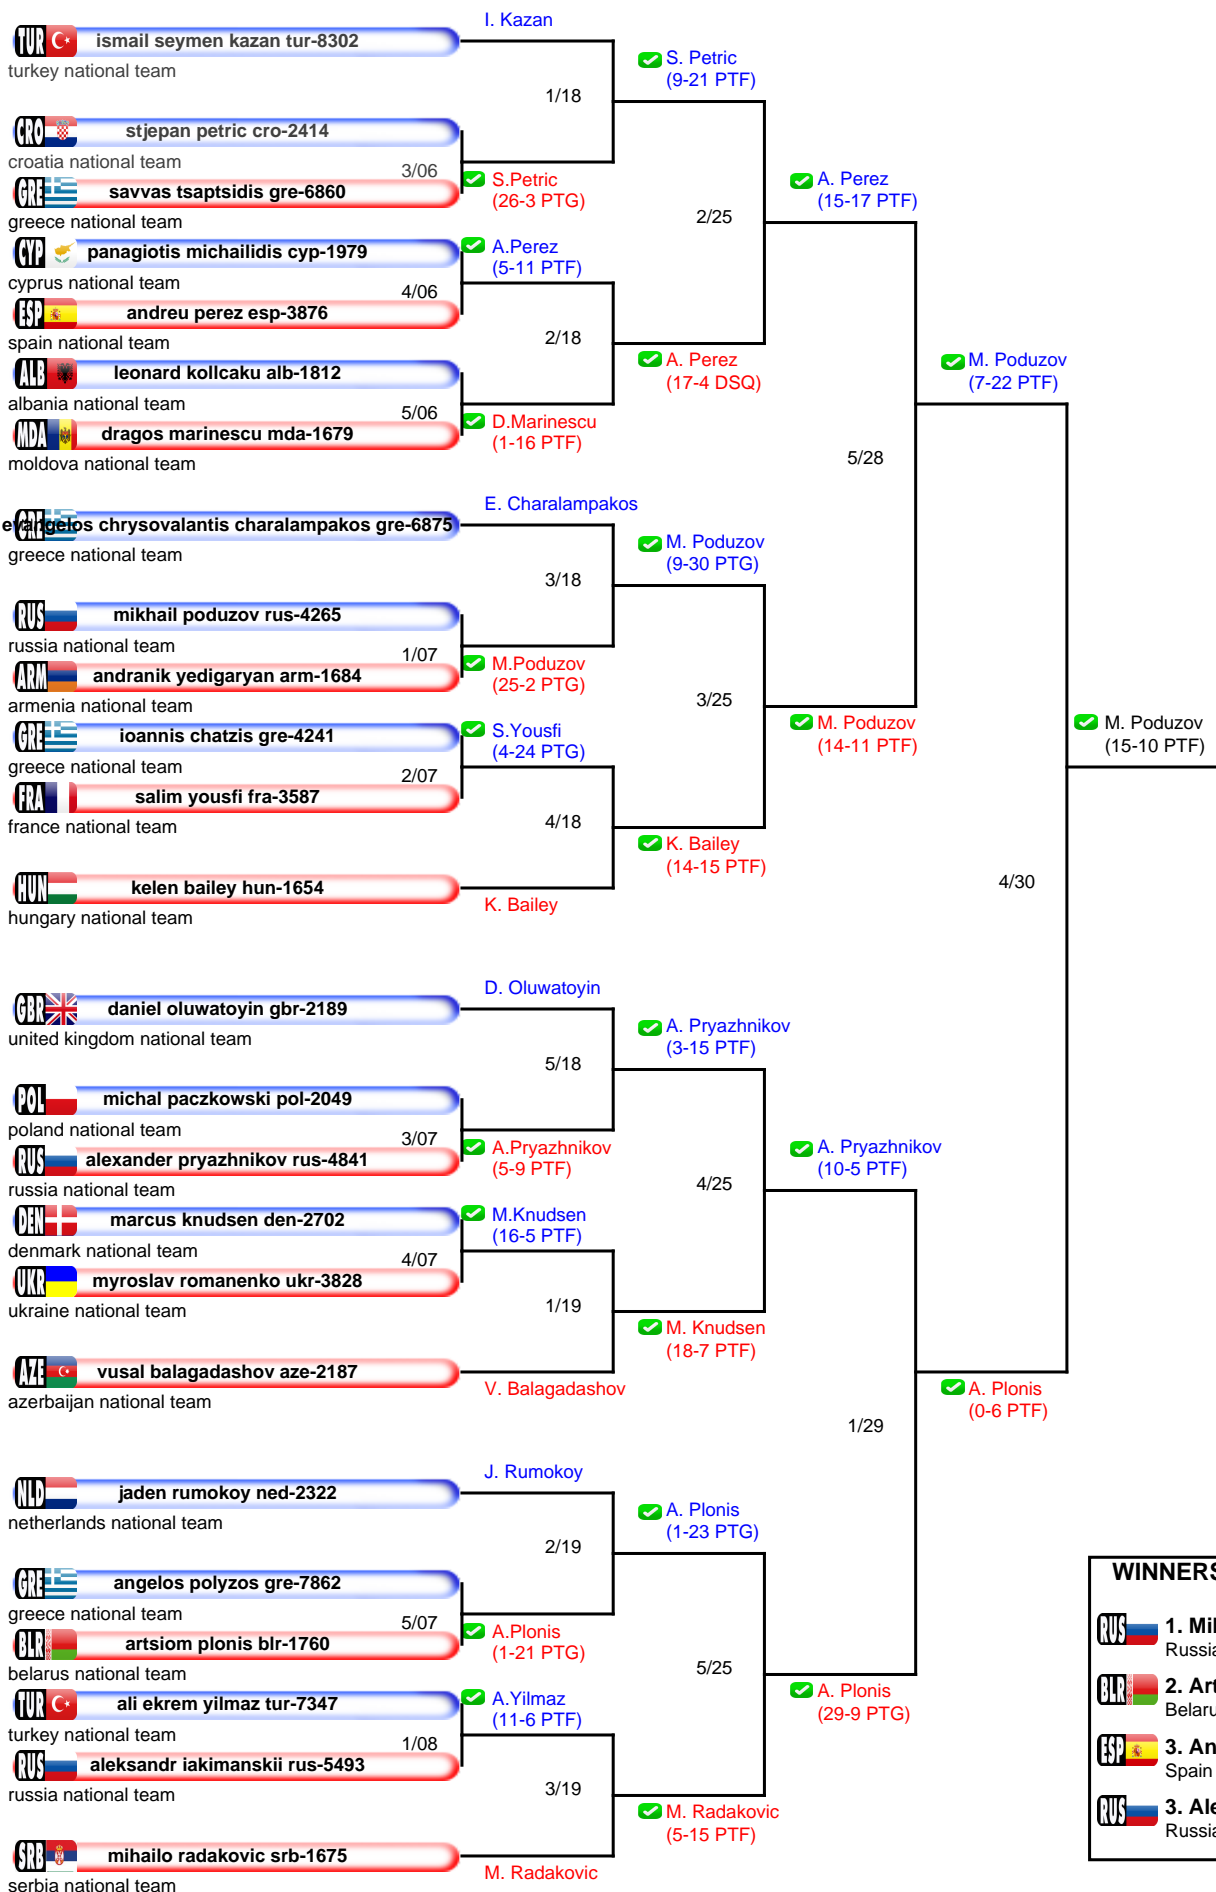 I. Kazan
TUR ismail seymen kazan tur-8302
turkey national team
S. Petric
(9-21 PTF)
1/18
CRO stjepan petric cro-2414
croatia national team
3/06
GRE savvas tsaptsidis gre-6860
greece national team
S.Petric
(26-3 PTG)
A. Perez
(15-17 PTF)
2/25
CYP panagiotis michailidis cyp-1979
cyprus national team
A.Perez
(5-11 PTF)
4/06
ESP andreu perez esp-3876
spain national team
2/18
ALB leonard kollcaku alb-1812
albania national team
A. Perez
(17-4 DSQ)
M. Poduzov
(7-22 PTF)
5/06
MDA dragos marinescu mda-1679
moldova national team
D.Marinescu
(1-16 PTF)
5/28
E. Charalampakos
GRE evangelos chrysovalantis charalampakos gre-6875
greece national team
M. Poduzov
(9-30 PTG)
3/18
RUS mikhail poduzov rus-4265
russia national team
1/07
ARM andranik yedigaryan arm-1684
armenia national team
M.Poduzov
(25-2 PTG)
3/25
GRE ioannis chatzis gre-4241
greece national team
S.Yousfi
(4-24 PTG)
M. Poduzov
(14-11 PTF)
M. Poduzov
(15-10 PTF)
2/07
FRA salim yousfi fra-3587
france national team
4/18
K. Bailey
(14-15 PTF)
HUN kelen bailey hun-1654
hungary national team
K. Bailey
4/30
D. Oluwatoyin
GBR daniel oluwatoyin gbr-2189
united kingdom national team
A. Pryazhnikov
(3-15 PTF)
5/18
POL michal paczkowski pol-2049
poland national team
3/07
RUS alexander pryazhnikov rus-4841
russia national team
A.Pryazhnikov
(5-9 PTF)
A. Pryazhnikov
(10-5 PTF)
4/25
DEN marcus knudsen den-2702
denmark national team
M.Knudsen
(16-5 PTF)
4/07
UKR myroslav romanenko ukr-3828
ukraine national team
1/19
M. Knudsen
(18-7 PTF)
AZE vusal balagadashov aze-2187
azerbaijan national team
V. Balagadashov
A. Plonis
(0-6 PTF)
1/29
J. Rumokoy
NLD jaden rumokoy ned-2322
netherlands national team
A. Plonis
(1-23 PTG)
2/19
GRE angelos polyzos gre-7862
greece national team
5/07
BLR artsiom plonis blr-1760
belarus national team
A.Plonis
(1-21 PTG)
5/25
TUR ali ekrem yilmaz tur-7347
turkey national team
A.Yilmaz
(11-6 PTF)
A. Plonis
(29-9 PTG)
1/08
RUS aleksandr iakimanskii rus-5493
russia national team
3/19
M. Radakovic
(5-15 PTF)
SRB mihailo radakovic srb-1675
serbia national team
M. Radakovic
WINNERS
RUS 1. Mi
Russia
BLR 2. Art
Belaru
ESP 3. An
Spain
RUS 3. Ale
Russia